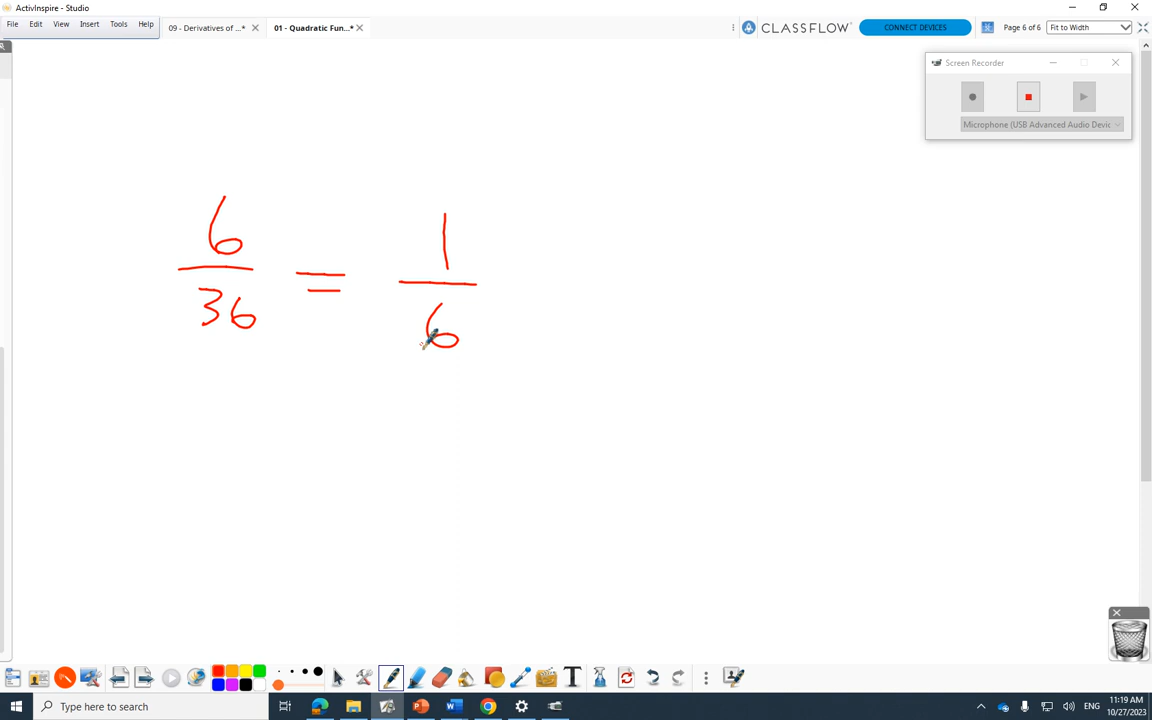 ActivInspire - Studio
File Edit View Insert Tools Help
09 - Derivatives of ...*
01 - Quadratic Fun...*
CLASSFLOW
CONNECT DEVICES
Page 6 of 6
Fit to Width
Screen Recorder
Microphone (USB Advanced Audio Devic
6/36 = 1/6
Type here to search
ENG
11:19 AM
10/27/2023